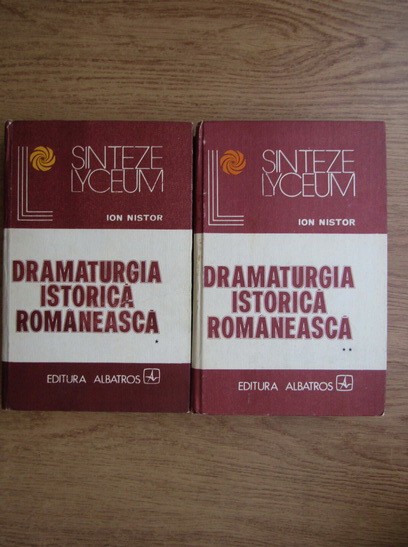 SINTEZE
LYCEUM
ION NISTOR
DRAMATURGIA
ISTORICĂ
ROMÂNEASCĂ
*
EDITURA ALBATROS
SINTEZE
LYCEUM
ION NISTOR
DRAMATURGIA
ISTORICĂ
ROMÂNEASCĂ
**
EDITURA ALBATROS